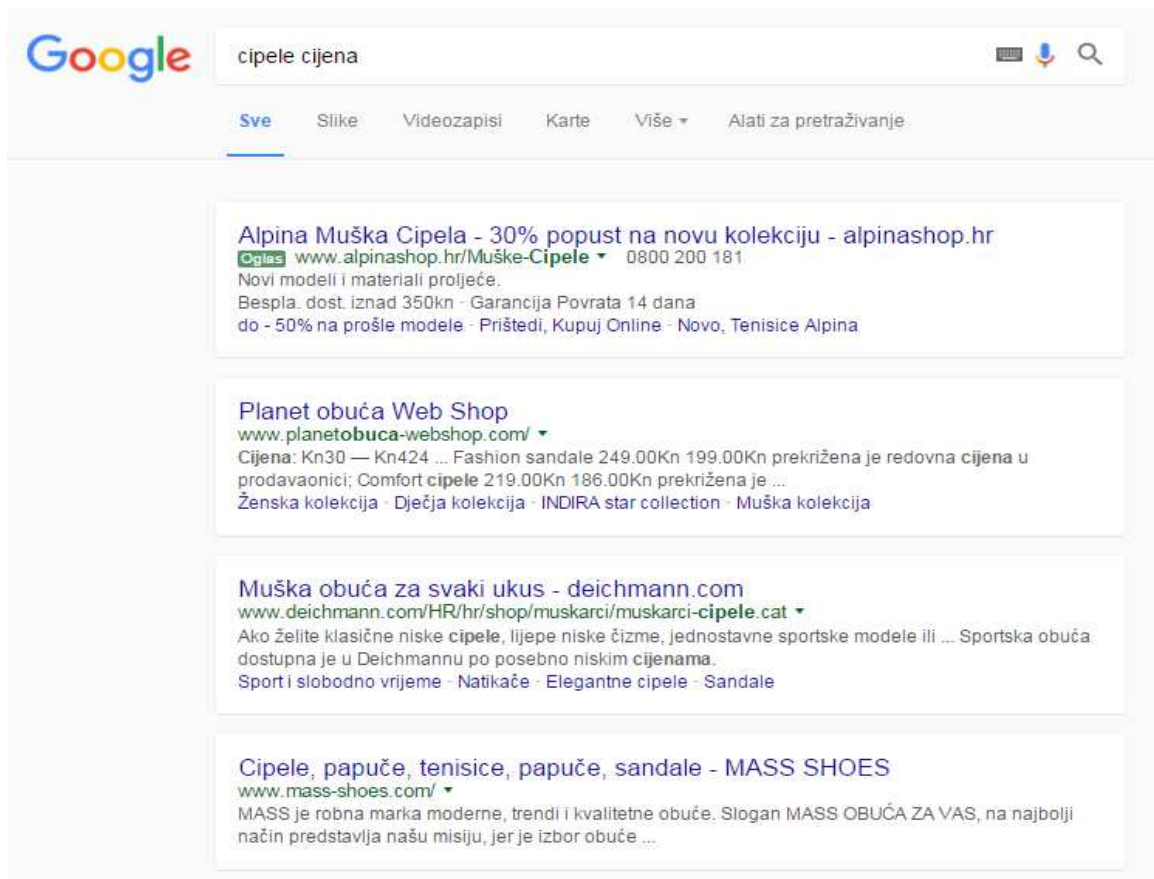 Google
cipele cijena
Sve Slike Videozapisi Karte Više Alati za pretraživanje
Alpina Muška Cipela - 30% popust na novu kolekciju - alpinashop.hr
Oglas www.alpinashop.hr/Muške-Cipele 0800 200 181
Novi modeli i materiali proljeće.
Bespla. dost. iznad 350kn · Garancija Povrata 14 dana
do - 50% na prošle modele · Prištedi, Kupuj Online · Novo, Tenisice Alpina
Planet obuća Web Shop
www.planetobuca-webshop.com/
Cijena: Kn30 — Kn424 ... Fashion sandale 249.00Kn 199.00Kn prekrižena je redovna cijena u
prodavaonici; Comfort cipele 219.00Kn 186.00Kn prekrižena je ...
Ženska kolekcija · Dječja kolekcija · INDIRA star collection · Muška kolekcija
Muška obuća za svaki ukus - deichmann.com
www.deichmann.com/HR/hr/shop/muskarci/muskarci-cipele.cat
Ako želite klasične niske cipele, lijepe niske čizme, jednostavne sportske modele ili ... Sportska obuća
dostupna je u Deichmannu po posebno niskim cijenama.
Sport i slobodno vrijeme · Natikače · Elegantne cipele · Sandale
Cipele, papuče, tenisice, papuče, sandale - MASS SHOES
www.mass-shoes.com/
MASS je robna marka moderne, trendi i kvalitetne obuće. Slogan MASS OBUĆA ZA VAS, na najbolji
način predstavlja našu misiju, jer je izbor obuće ...